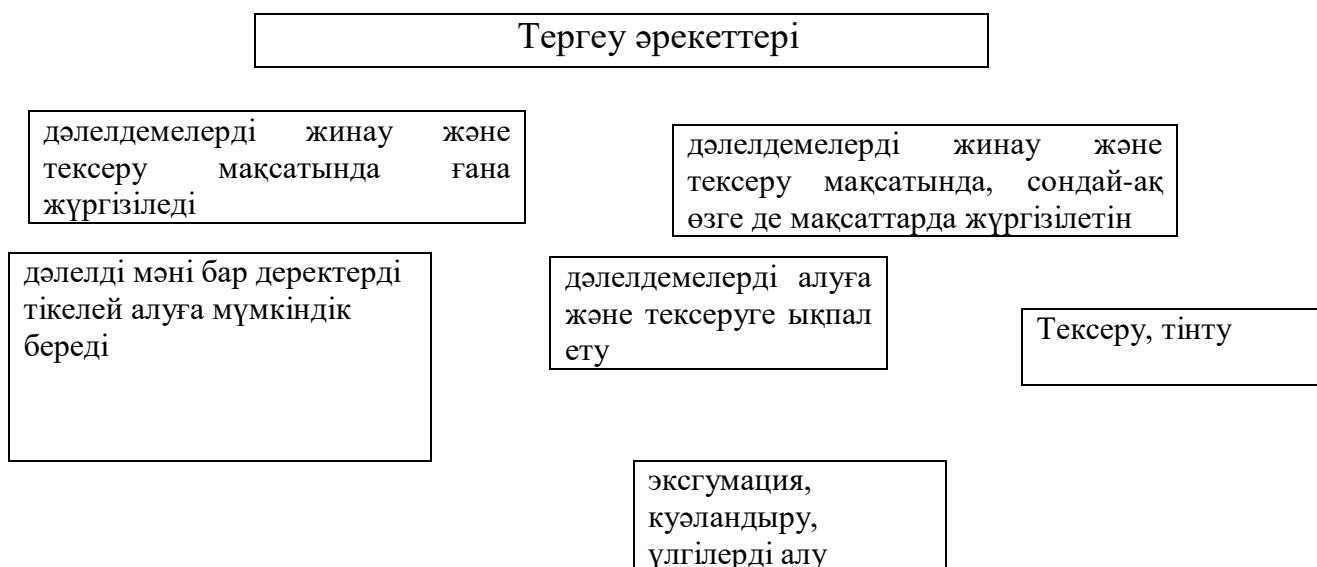 Тергеу әрекеттері
дәлелдемелерді жинау және
тексеру мақсатында ғана
жүргізіледі
дәлелдемелерді жинау және
тексеру мақсатында, сондай-ақ
өзге де мақсаттарда жүргізілетін
дәлелді мәні бар деректерді
тікелей алуға мүмкіндік
береді
дәлелдемелерді алуға
және тексеруге ықпал
ету
Тексеру, тінту
эксгумация,
куәландыру,
үлгілерді алу